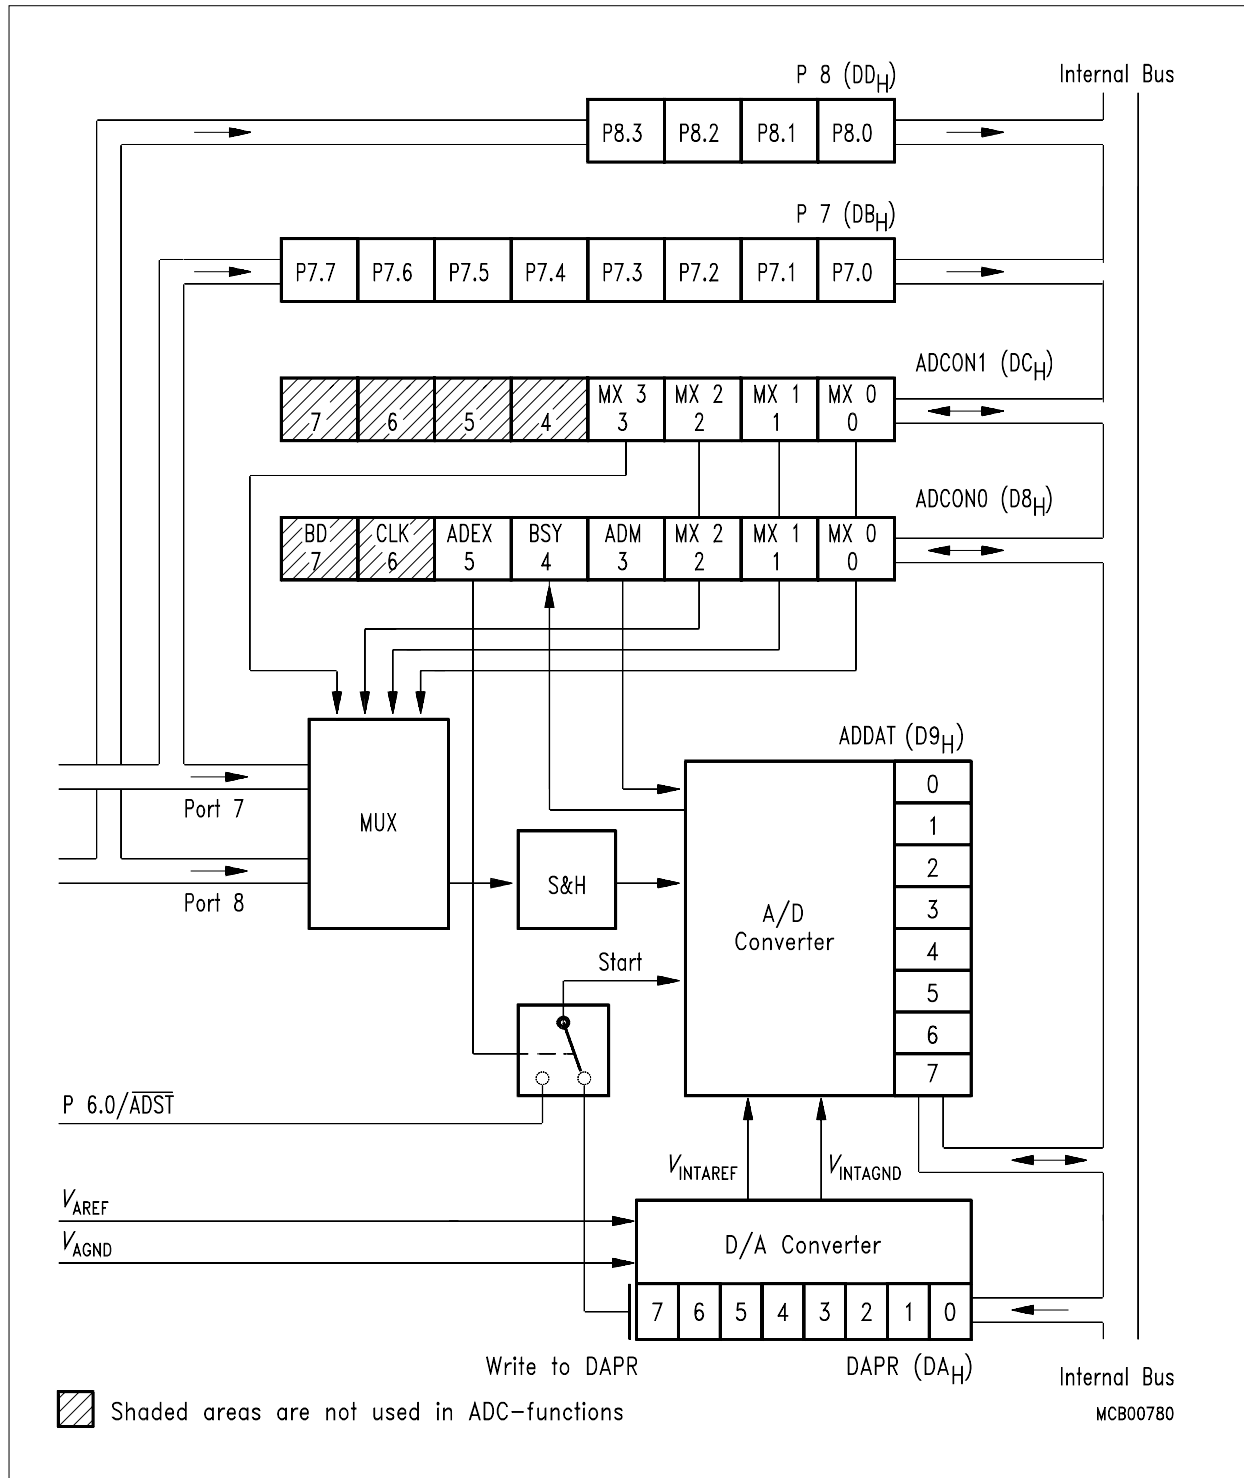 P 8 (DDH) Internal Bus
P8.3 P8.2 P8.1 P8.0
P 7 (DBH)
P7.7 P7.6 P7.5 P7.4 P7.3 P7.2 P7.1 P7.0
ADCON1 (DCH)
MX 3 MX 2 MX 1 MX 0
7 6 5 4 3 2 1 0
ADCON0 (D8H)
BD CLK ADEX BSY ADM MX 2 MX 1 MX 0
7 6 5 4 3 2 1 0
ADDAT (D9H)
0
Port 7
MUX
1
2
S&H
Port 8
3
A/D
Converter
4
Start
5
6
7
P 6.0/ADST
VINTAREF VINTAGND
VAREF
VAGND
D/A Converter
7 6 5 4 3 2 1 0
Write to DAPR
DAPR (DAH)
Internal Bus
Shaded areas are not used in ADC-functions
MCB00780